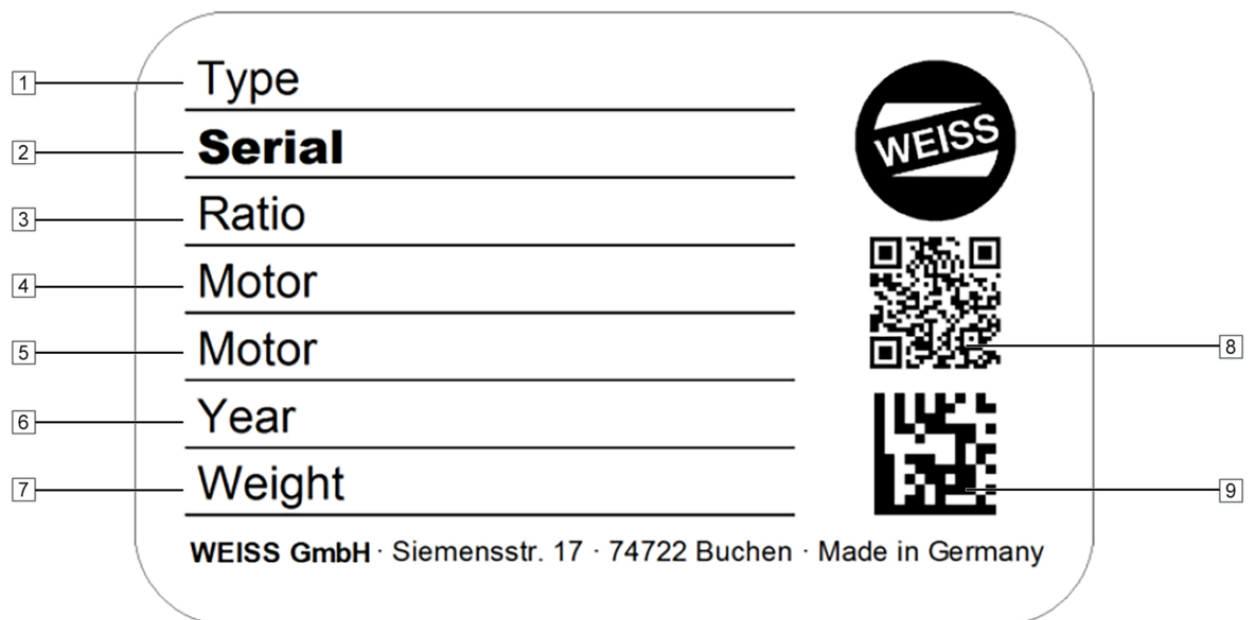 1 Type
2 Serial
3 Ratio
4 Motor
5 Motor
6 Year
7 Weight
WEISS
8
9
WEISS GmbH · Siemensstr. 17 · 74722 Buchen · Made in Germany